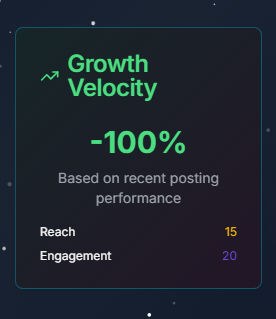 Growth
Velocity
-100%
Based on recent posting
performance
Reach 15
Engagement 20